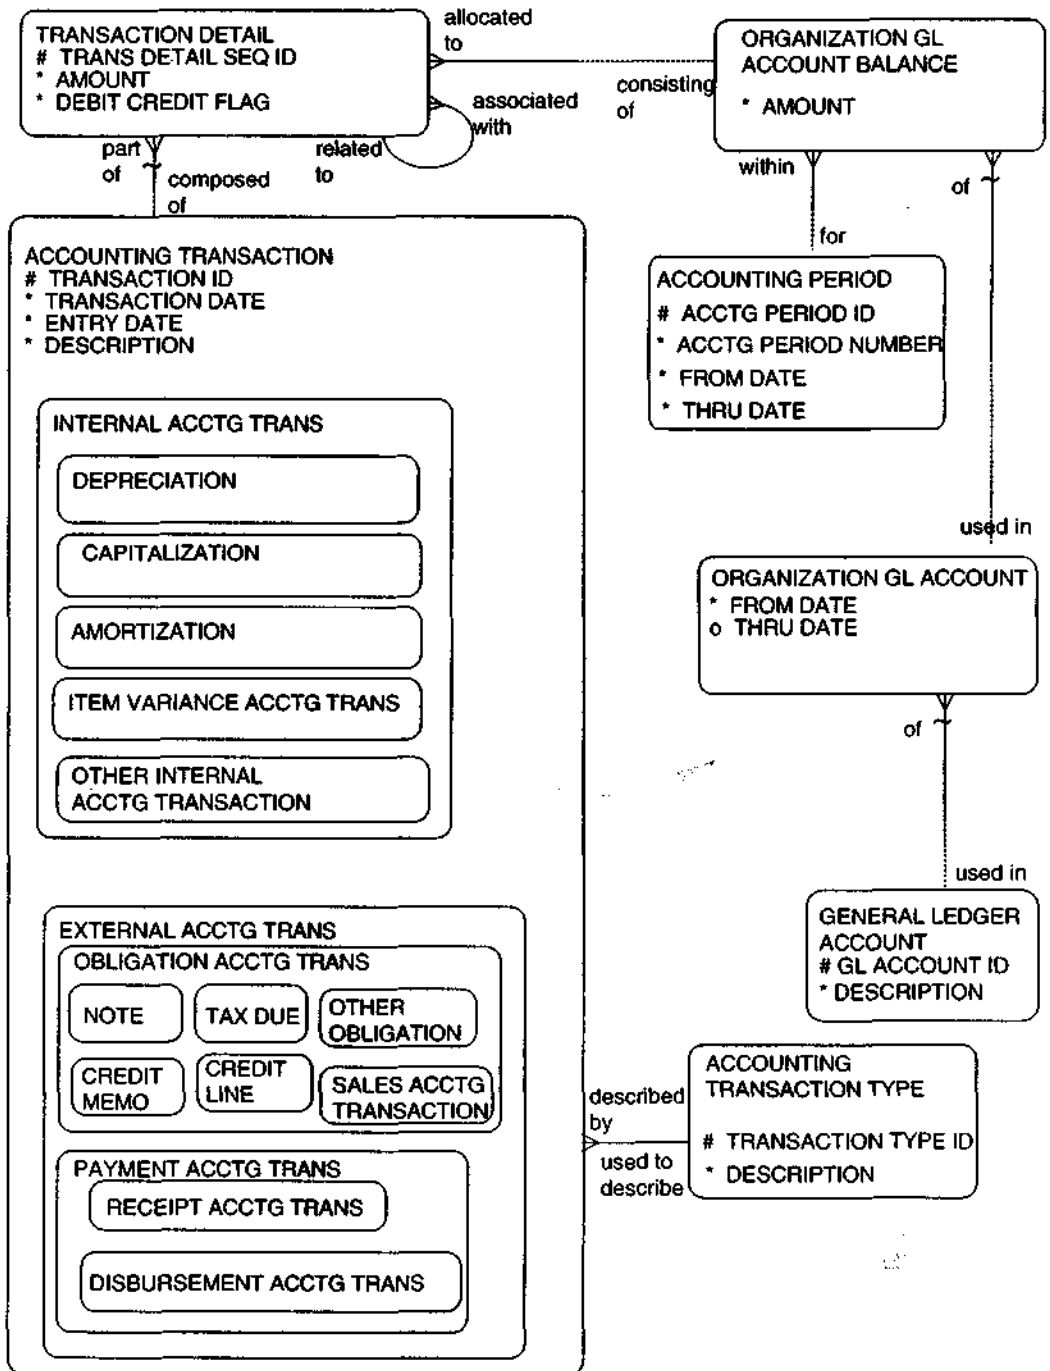 TRANSACTION DETAIL
# TRANS DETAIL SEQ ID
* AMOUNT
* DEBIT CREDIT FLAG
allocated
to
consisting
of
associated
with
related
to
part
of
composed
of
ORGANIZATION GL
ACCOUNT BALANCE
* AMOUNT
within
for
of
used in
ACCOUNTING PERIOD
# ACCTG PERIOD ID
* ACCTG PERIOD NUMBER
* FROM DATE
* THRU DATE
ORGANIZATION GL ACCOUNT
* FROM DATE
o THRU DATE
of
used in
GENERAL LEDGER
ACCOUNT
# GL ACCOUNT ID
* DESCRIPTION
ACCOUNTING TRANSACTION
# TRANSACTION ID
* TRANSACTION DATE
* ENTRY DATE
* DESCRIPTION
INTERNAL ACCTG TRANS
DEPRECIATION
CAPITALIZATION
AMORTIZATION
ITEM VARIANCE ACCTG TRANS
OTHER INTERNAL
ACCTG TRANSACTION
EXTERNAL ACCTG TRANS
OBLIGATION ACCTG TRANS
NOTE
TAX DUE
OTHER
OBLIGATION
CREDIT
MEMO
CREDIT
LINE
SALES ACCTG
TRANSACTION
PAYMENT ACCTG TRANS
RECEIPT ACCTG TRANS
DISBURSEMENT ACCTG TRANS
described
by
used to
describe
ACCOUNTING
TRANSACTION TYPE
# TRANSACTION TYPE ID
* DESCRIPTION